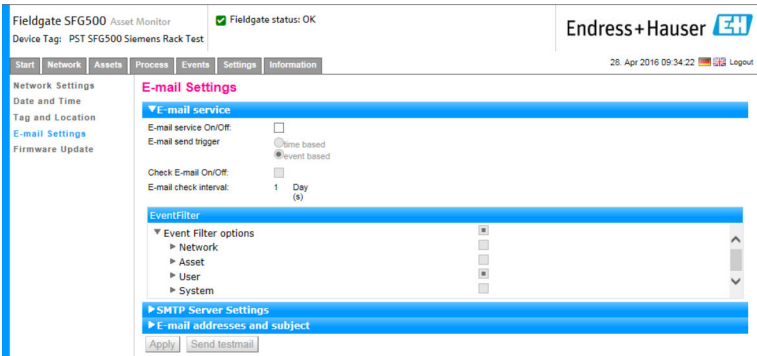 Fieldgate SFG500 Asset Monitor
Device Tag: PST SFG500 Siemens Rack Test
Fieldgate status: OK
Endress+Hauser EH
Start Network Assets Process Events Settings Information
28. Apr 2016 09:34:22 Logout
Network Settings
Date and Time
Tag and Location
E-mail Settings
Firmware Update
E-mail Settings
E-mail service
E-mail service On/Off:
E-mail send trigger
time based
event based
Check E-mail On/Off:
E-mail check interval: 1 Day
(s)
EventFilter
Event Filter options
Network
Asset
User
System
SMTP Server Settings
E-mail addresses and subject
Apply Send testmail